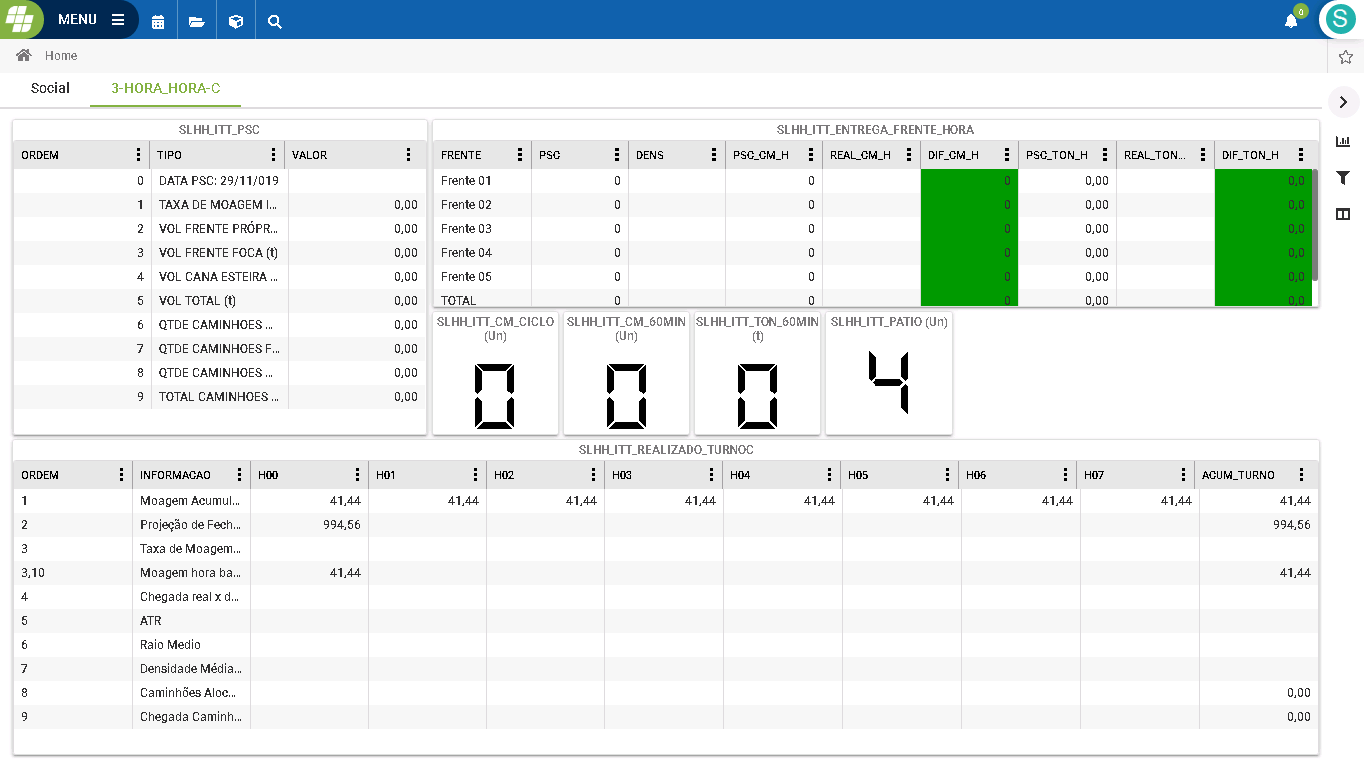 MENU
0
S
Home
Social 3-HORA_HORA-C
SLHH_ITT_PSC
ORDEM TIPO VALOR
0 DATA PSC: 29/11/019
1 TAXA DE MOAGEM I... 0,00
2 VOL FRENTE PRÓPR... 0,00
3 VOL FRENTE FOCA (t) 0,00
4 VOL CANA ESTEIRA ... 0,00
5 VOL TOTAL (t) 0,00
6 QTDE CAMINHOES ... 0,00
7 QTDE CAMINHOES F... 0,00
8 QTDE CAMINHOES ... 0,00
9 TOTAL CAMINHOES ... 0,00
SLHH_ITT_ENTREGA_FRENTE_HORA
FRENTE PSC DENS PSC_CM_H REAL_CM_H DIF_CM_H PSC_TON_H REAL_TON... DIF_TON_H
Frente 01 0 0 0 0,00 0,0
Frente 02 0 0 0 0,00 0,0
Frente 03 0 0 0 0,00 0,0
Frente 04 0 0 0 0,00 0,0
Frente 05 0 0 0 0,00 0,0
TOTAL 0 0 0 0,00 0,0
SLHH_ITT_CM_CICLO
(Un)
0
SLHH_ITT_CM_60MIN
(Un)
0
SLHH_ITT_TON_60MIN
(t)
0
SLHH_ITT_PATIO (Un)
4
SLHH_ITT_REALIZADO_TURNOC
ORDEM INFORMACAO H00 H01 H02 H03 H04 H05 H06 H07 ACUM_TURNO
1 Moagem Acumul... 41,44 41,44 41,44 41,44 41,44 41,44 41,44 41,44 41,44
2 Projeção de Fech... 994,56 994,56
3 Taxa de Moagem...
3,10 Moagem hora ba... 41,44 41,44
4 Chegada real x d...
5 ATR
6 Raio Medio
7 Densidade Média...
8 Caminhões Aloc... 0,00
9 Chegada Caminh... 0,00